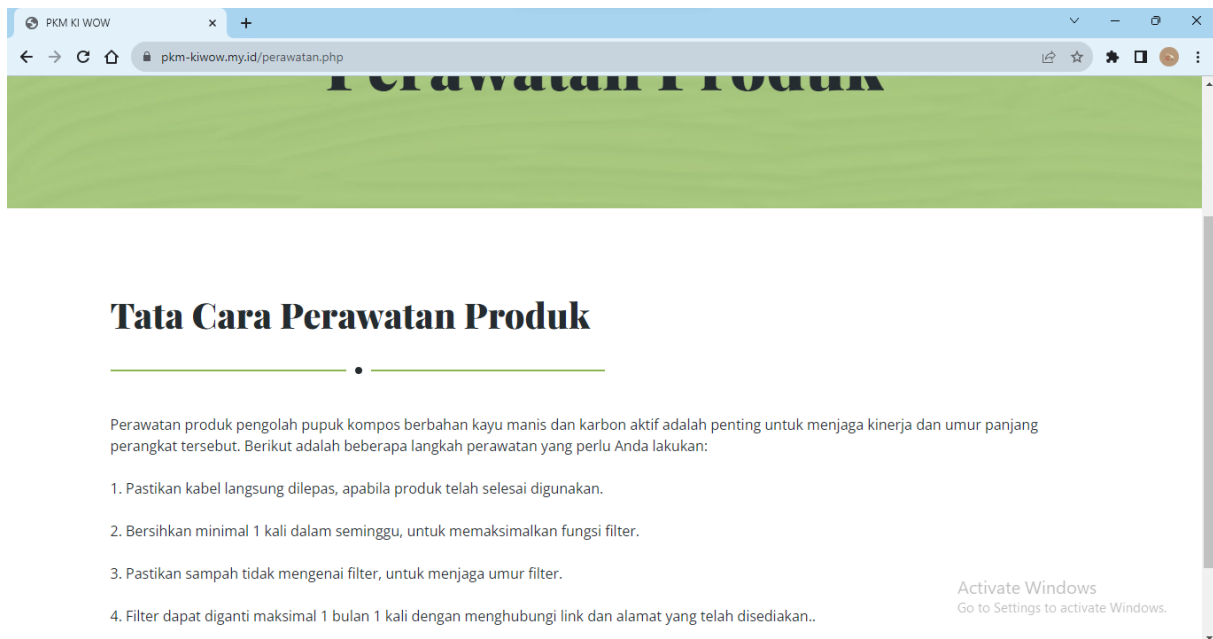 PKM KI WOW
pkm-kiwow.my.id/perawatan.php
Perawatan Produk
Tata Cara Perawatan Produk
Perawatan produk pengolah pupuk kompos berbahan kayu manis dan karbon aktif adalah penting untuk menjaga kinerja dan umur panjang
perangkat tersebut. Berikut adalah beberapa langkah perawatan yang perlu Anda lakukan:
1. Pastikan kabel langsung dilepas, apabila produk telah selesai digunakan.
2. Bersihkan minimal 1 kali dalam seminggu, untuk memaksimalkan fungsi filter.
3. Pastikan sampah tidak mengenai filter, untuk menjaga umur filter.
4. Filter dapat diganti maksimal 1 bulan 1 kali dengan menghubungi link dan alamat yang telah disediakan..
Activate Windows
Go to Settings to activate Windows.